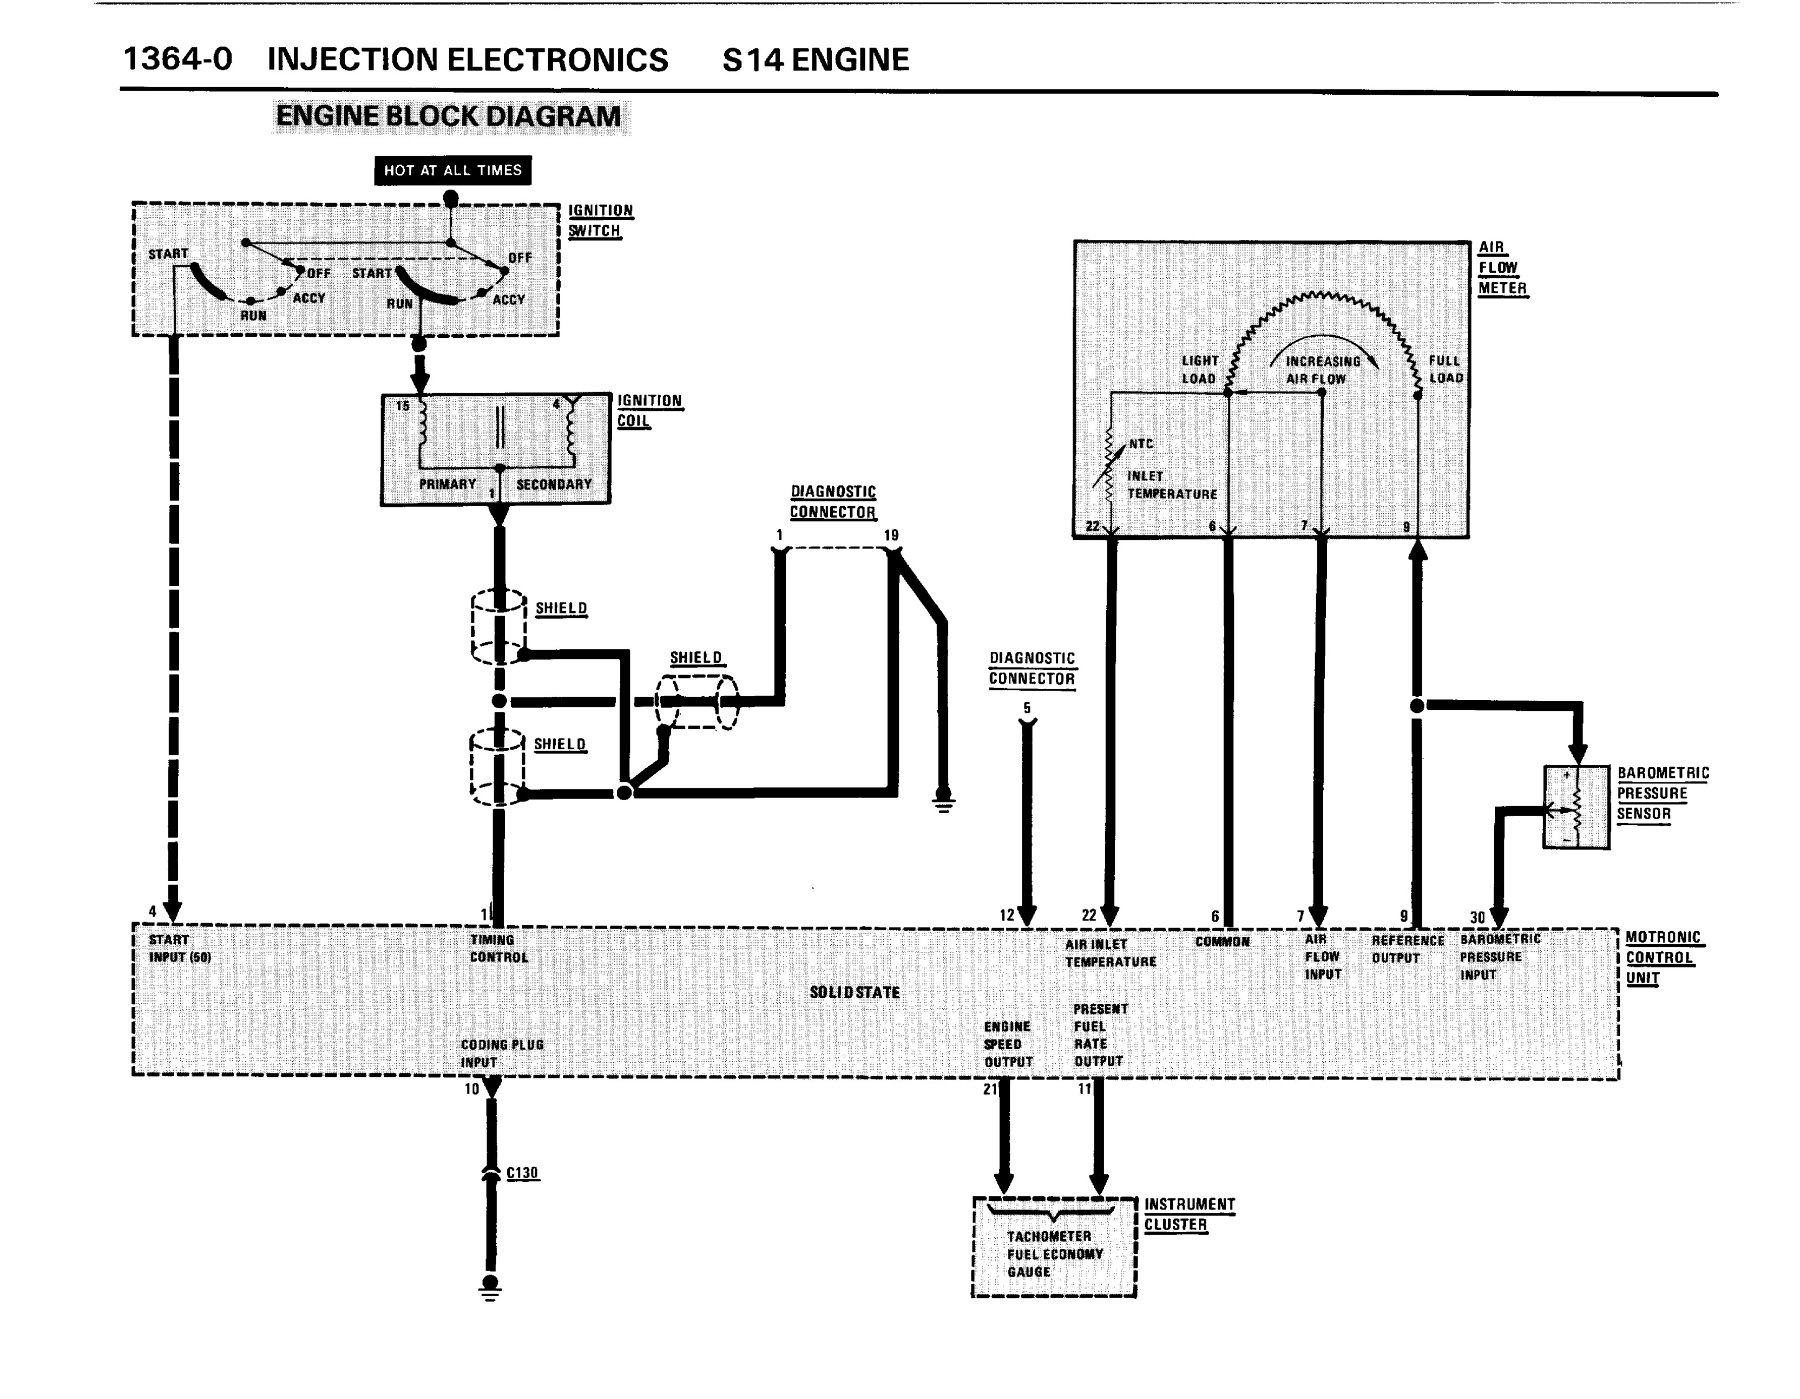 1364-0 INJECTION ELECTRONICS S14 ENGINE
ENGINE BLOCK DIAGRAM
HOT AT ALL TIMES
IGNITION
SWITCH
START
OFF
ACCY
RUN
START
RUN
OFF
ACCY
15
4
IGNITION
COIL
PRIMARY
SECONDARY
1
SHIELD
SHIELD
SHIELD
DIAGNOSTIC
CONNECTOR
1
19
DIAGNOSTIC
CONNECTOR
5
AIR
FLOW
METER
LIGHT
LOAD
INCREASING
AIR FLOW
FULL
LOAD
NTC
INLET
TEMPERATURE
22
6
7
9
+
-
BAROMETRIC
PRESSURE
SENSOR
4
1
12
22
6
7
9
30
START
INPUT (50)
TIMING
CONTROL
AIR INLET
TEMPERATURE
COMMON
AIR
FLOW
INPUT
REFERENCE
OUTPUT
BAROMETRIC
PRESSURE
INPUT
MOTRONIC
CONTROL
UNIT
SOLID STATE
CODING PLUG
INPUT
ENGINE
SPEED
OUTPUT
PRESENT
FUEL
RATE
OUTPUT
10
21
11
C130
INSTRUMENT
CLUSTER
TACHOMETER
FUEL ECONOMY
GAUGE